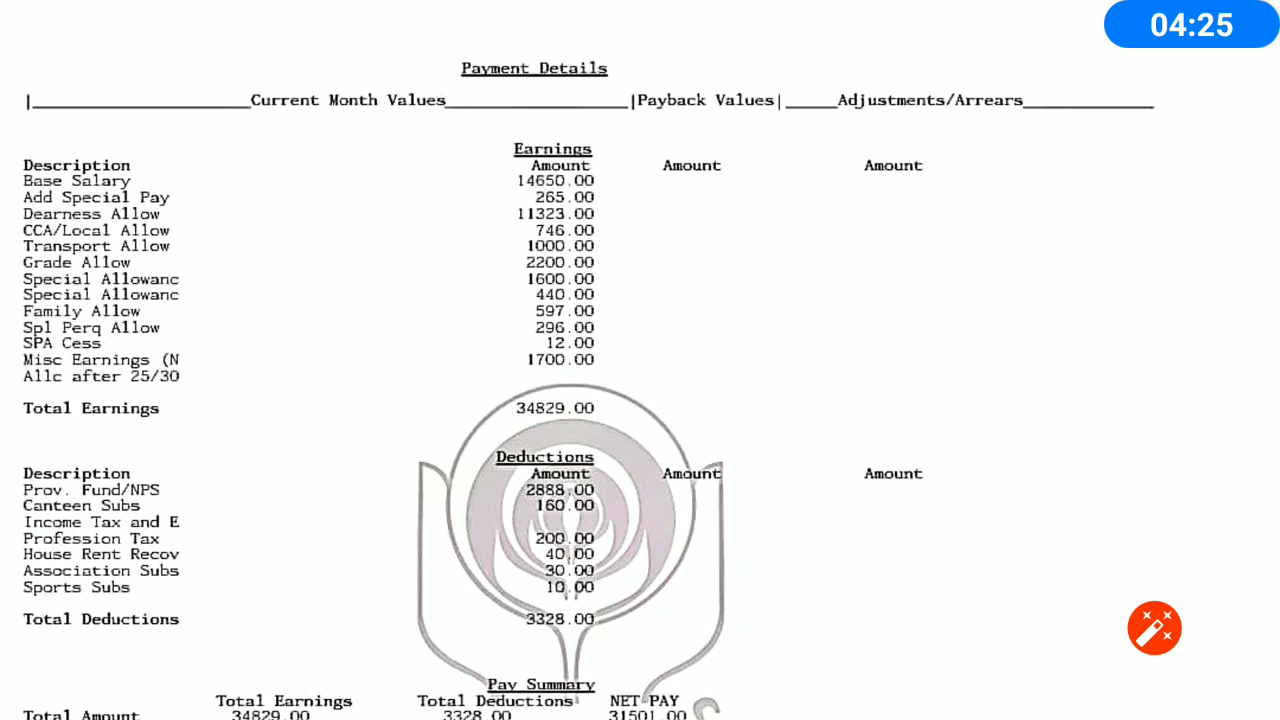 04:25
Payment Details
|______Current Month Values______|Payback Values|______Adjustments/Arrears______
Earnings
Description Amount Amount Amount
Base Salary 14650.00
Add Special Pay 265.00
Dearness Allow 11323.00
CCA/Local Allow 746.00
Transport Allow 1000.00
Grade Allow 2200.00
Special Allowanc 1600.00
Special Allowanc 440.00
Family Allow 597.00
Spl Perq Allow 296.00
SPA Cess 12.00
Misc Earnings (N 1700.00
Allc after 25/30
Total Earnings 34829.00
Deductions
Description Amount Amount Amount
Prov. Fund/NPS 2888.00
Canteen Subs 160.00
Income Tax and E
Profession Tax 200.00
House Rent Recov 40.00
Association Subs 30.00
Sports Subs 10.00
Total Deductions 3328.00
Pay Summary
Total Earnings Total Deductions NET PAY
Total Amount 34829.00 3328.00 31501.00